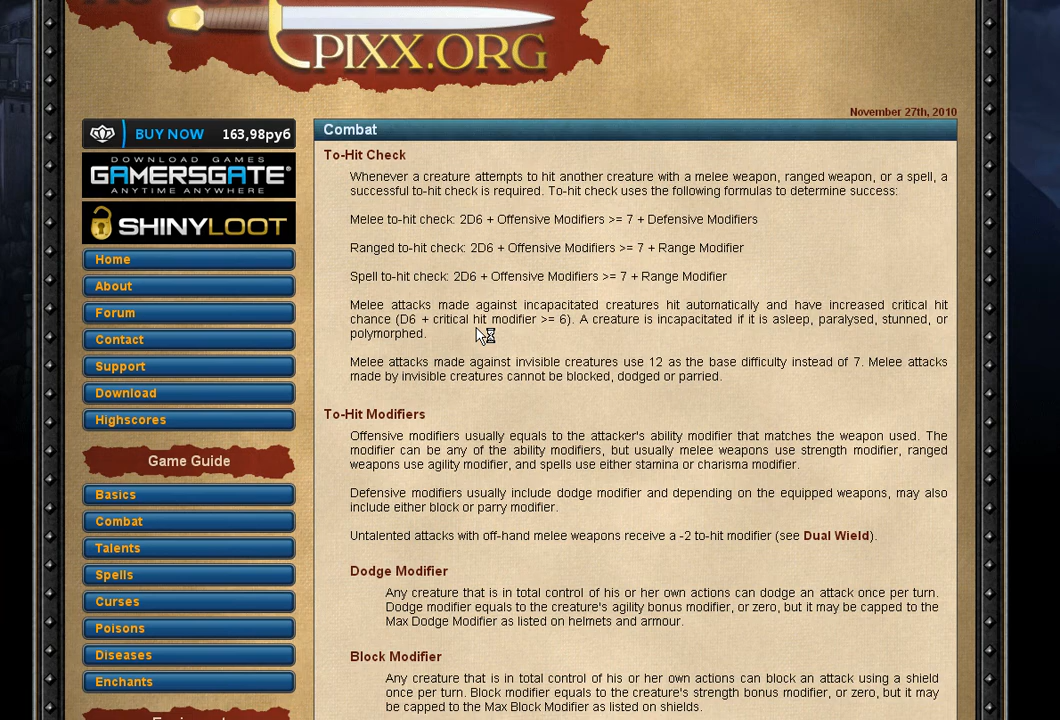 PIXX.ORG
November 27th, 2010
BUY NOW 163,98руб
DOWNLOAD GAMES
GAMERSGATE®
ANYTIME ANYWHERE
SHINYLOOT
Home
About
Forum
Contact
Support
Download
Highscores
Game Guide
Basics
Combat
Talents
Spells
Curses
Poisons
Diseases
Enchants
Combat
To-Hit Check
Whenever a creature attempts to hit another creature with a melee weapon, ranged weapon, or a spell, a
successful to-hit check is required. To-hit check uses the following formulas to determine success:
Melee to-hit check: 2D6 + Offensive Modifiers >= 7 + Defensive Modifiers
Ranged to-hit check: 2D6 + Offensive Modifiers >= 7 + Range Modifier
Spell to-hit check: 2D6 + Offensive Modifiers >= 7 + Range Modifier
Melee attacks made against incapacitated creatures hit automatically and have increased critical hit
chance (D6 + critical hit modifier >= 6). A creature is incapacitated if it is asleep, paralysed, stunned, or
polymorphed.
Melee attacks made against invisible creatures use 12 as the base difficulty instead of 7. Melee attacks
made by invisible creatures cannot be blocked, dodged or parried.
To-Hit Modifiers
Offensive modifiers usually equals to the attacker's ability modifier that matches the weapon used. The
modifier can be any of the ability modifiers, but usually melee weapons use strength modifier, ranged
weapons use agility modifier, and spells use either stamina or charisma modifier.
Defensive modifiers usually include dodge modifier and depending on the equipped weapons, may also
include either block or parry modifier.
Untalented attacks with off-hand melee weapons receive a -2 to-hit modifier (see Dual Wield).
Dodge Modifier
Any creature that is in total control of his or her own actions can dodge an attack once per turn.
Dodge modifier equals to the creature's agility bonus modifier, or zero, but it may be capped to the
Max Dodge Modifier as listed on helmets and armour.
Block Modifier
Any creature that is in total control of his or her own actions can block an attack using a shield
once per turn. Block modifier equals to the creature's strength bonus modifier, or zero, but it may
be capped to the Max Block Modifier as listed on shields.